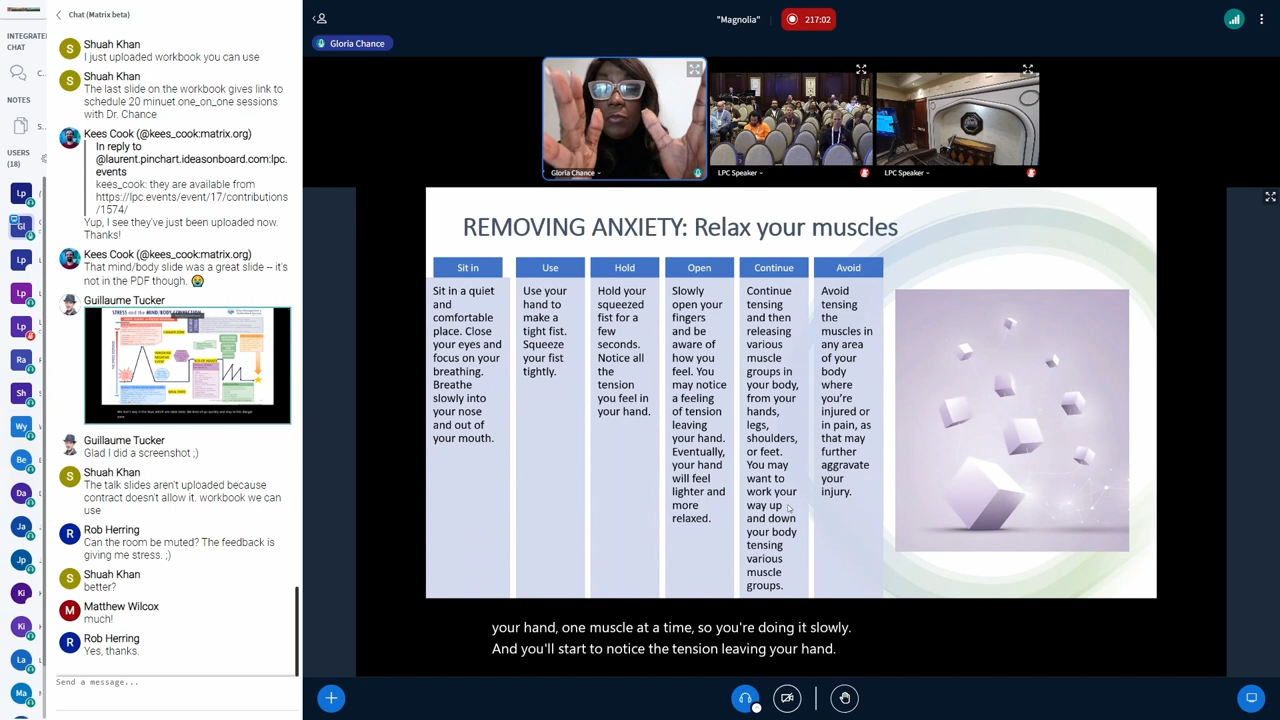 Chat (Matrix beta)
INTEGRATE
CHAT
C.
NOTES
S..
USERS
(18)
Lp
Gl
Lp
Lp
Ra
Sh
Wy
Be
Da
Ja
Je
Ki
Ki
La
Ma
Shuah Khan
I just uploaded workbook you can use
Shuah Khan
The last slide on the workbook gives link to
schedule 20 minuet one_on_one sessions
with Dr. Chance
Kees Cook (@kees_cook:matrix.org)
In reply to
@laurent.pinchart.ideasonboard.com:lpc.
events
kees_cook: they are available from
https://lpc.events/event/17/contributions
/1574/
Yup, I see they've just been uploaded now.
Thanks!
Kees Cook (@kees_cook:matrix.org)
That mind/body slide was a great slide -- it's
not in the PDF though. 😭
Guillaume Tucker
STRESS and the MIND/BODY CONNECTION
Guillaume Tucker
Glad I did a screenshot ;)
Shuah Khan
The talk slides aren't uploaded because
contract doesn't allow it. workbook we can
use
Rob Herring
Can the room be muted? The feedback is
giving me stress. ;)
Shuah Khan
better?
Matthew Wilcox
much!
Rob Herring
Yes, thanks.
Send a message...
"Magnolia"
217:02
Gloria Chance
Gloria Chance
LPC Speaker
LPC Speaker
REMOVING ANXIETY: Relax your muscles
Sit in
Sit in a quiet
and
comfortable
place. Close
your eyes and
focus on your
breathing.
Breathe
slowly into
your nose
and out of
your mouth.
Use
Use your
hand to
make a
tight fist.
Squeeze
your fist
tightly.
Hold
Hold your
squeezed
fist for a
few
seconds.
Notice all
the
tension
you feel in
your hand.
Open
Slowly
open your
fingers
and be
aware of
how you
feel. You
may notice
a feeling
of tension
leaving
your hand.
Eventually,
your hand
will feel
lighter and
more
relaxed.
Continue
Continue
tensing
and then
releasing
various
muscle
groups in
your body,
from your
hands,
legs,
shoulders,
or feet.
You may
want to
work your
way up
and down
your body
tensing
various
muscle
groups.
Avoid
Avoid
tensing
the
muscles in
any area
of your
body
where
you're
injured or
in pain, as
that may
further
aggravate
your
injury.
your hand, one muscle at a time, so you're doing it slowly.
And you'll start to notice the tension leaving your hand.